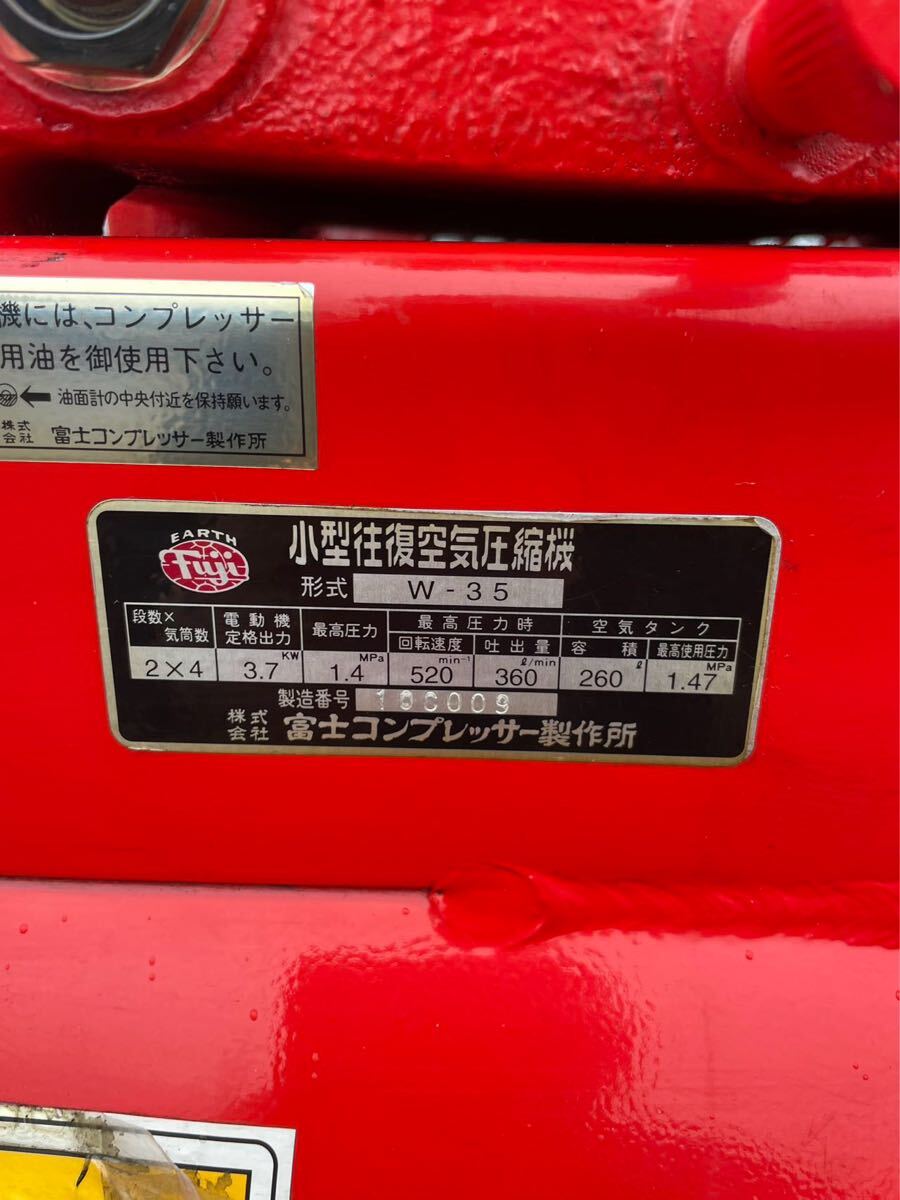 機には、コンプレッサー
用油を御使用下さい。
← 油面計の中央付近を保持願います。
株式会社 富士コンプレッサー製作所
EARTH
Fuji
小型往復空気圧縮機
形式 W-35
段数×気筒数 電動機定格出力 最高圧力 最高圧力時 空気タンク
回転速度 吐出量 容積 最高使用圧力
2×4 3.7 KW 1.4 MPa 520 min⁻¹ 360 ℓ/min 260ℓ 1.47 MPa
製造番号
株式会社 富士コンプレッサー製作所